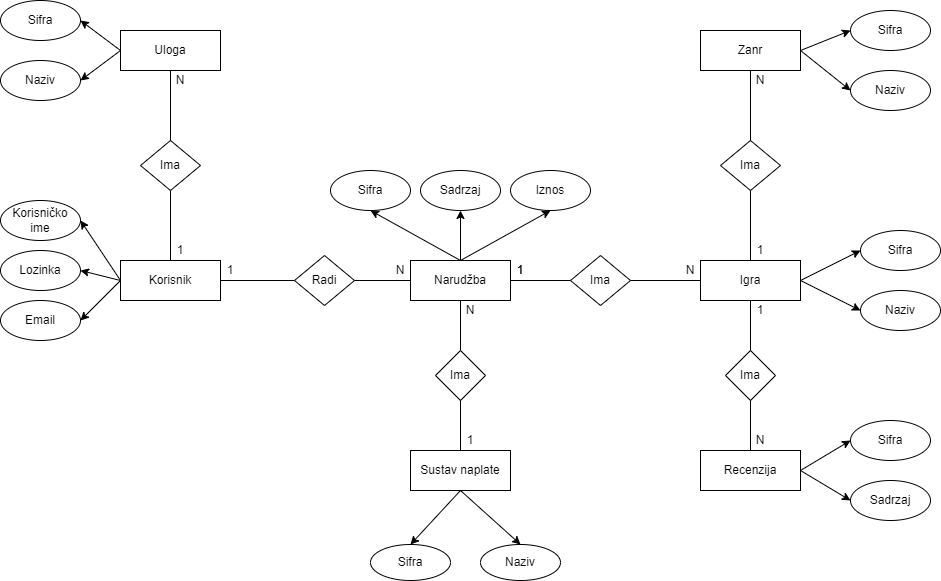 Sifra
Uloga
Naziv
N
Ima
1
Zanr
Sifra
Naziv
N
Ima
1
Sifra
Sadrzaj
Iznos
Korisničko
ime
Lozinka
Email
Korisnik
1
Radi
N
Narudžba
1
Ima
N
Igra
Sifra
Naziv
N
Ima
1
Sustav naplate
Sifra
Naziv
1
Ima
N
Recenzija
Sifra
Sadrzaj